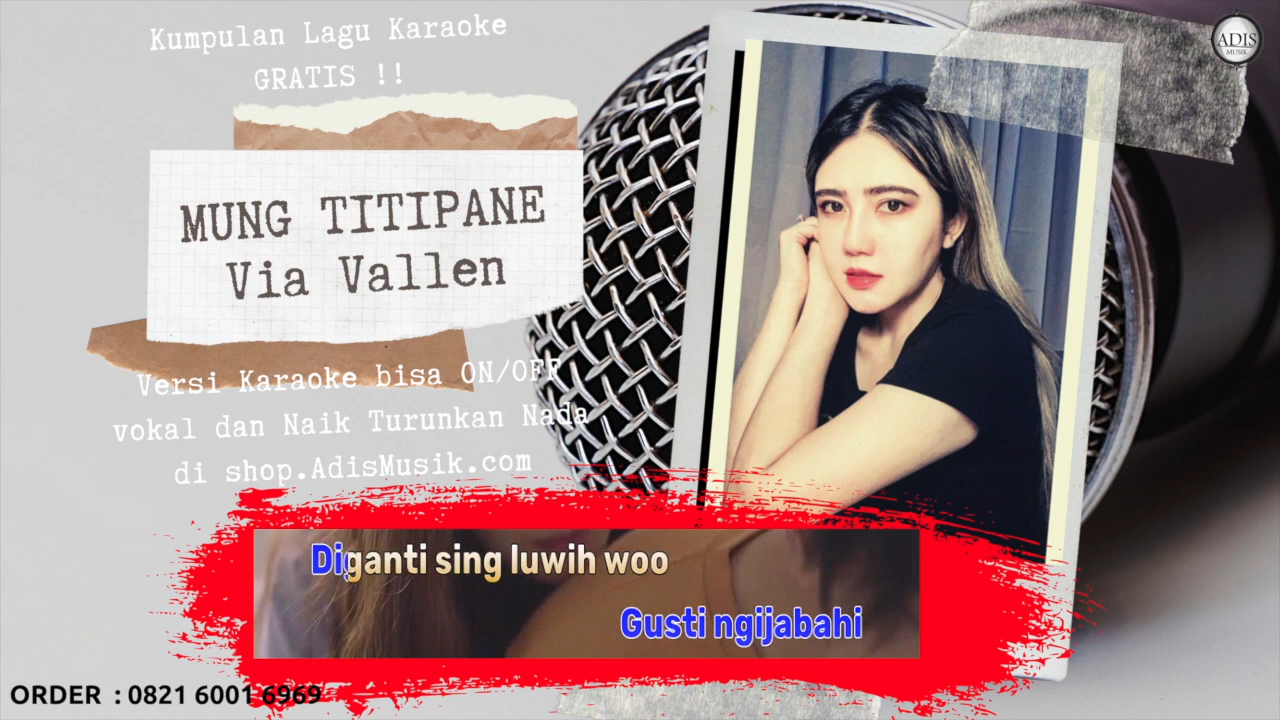 Kumpulan Lagu Karaoke
GRATIS !!
ADIS
MUSIK
MUNG TITIPANE
Via Vallen
Versi Karaoke bisa ON/OFF
vokal dan Naik Turunkan Nada
di shop.AdisMusik.com
Diganti sing luwih woo
Gusti ngijabahi
ORDER : 0821 6001 6969